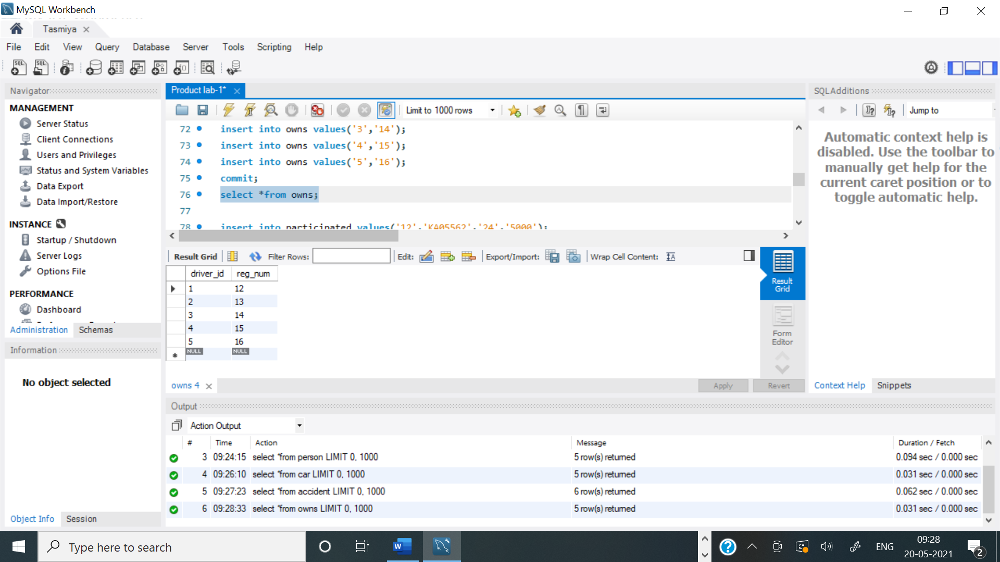 MySQL Workbench
Tasmiya
File Edit View Query Database Server Tools Scripting Help
Navigator
MANAGEMENT
Server Status
Client Connections
Users and Privileges
Status and System Variables
Data Export
Data Import/Restore
INSTANCE
Startup / Shutdown
Server Logs
Options File
PERFORMANCE
Dashboard
Administration Schemas
Information
No object selected
Object Info Session
Product lab-1*
Limit to 1000 rows
72 insert into owns values('3','14');
73 insert into owns values('4','15');
74 insert into owns values('5','16');
75 commit;
76 select *from owns;
77
78 insert into participated values('12','KA05562','24','5000');
Result Grid Filter Rows: Edit: Export/Import: Wrap Cell Content:
driver_id reg_num
1 12
2 13
3 14
4 15
5 16
NULL NULL
Result Grid
Form Editor
owns 4
Apply Revert
SQLAdditions
Jump to
Automatic context help is
disabled. Use the toolbar to
manually get help for the
current caret position or to
toggle automatic help.
Context Help Snippets
Output
Action Output
# Time Action Message Duration / Fetch
3 09:24:15 select *from person LIMIT 0, 1000 5 row(s) returned 0.094 sec / 0.000 sec
4 09:26:10 select *from car LIMIT 0, 1000 5 row(s) returned 0.031 sec / 0.000 sec
5 09:27:23 select *from accident LIMIT 0, 1000 6 row(s) returned 0.062 sec / 0.000 sec
6 09:28:33 select *from owns LIMIT 0, 1000 5 row(s) returned 0.031 sec / 0.000 sec
Type here to search
ENG
09:28
20-05-2021
2